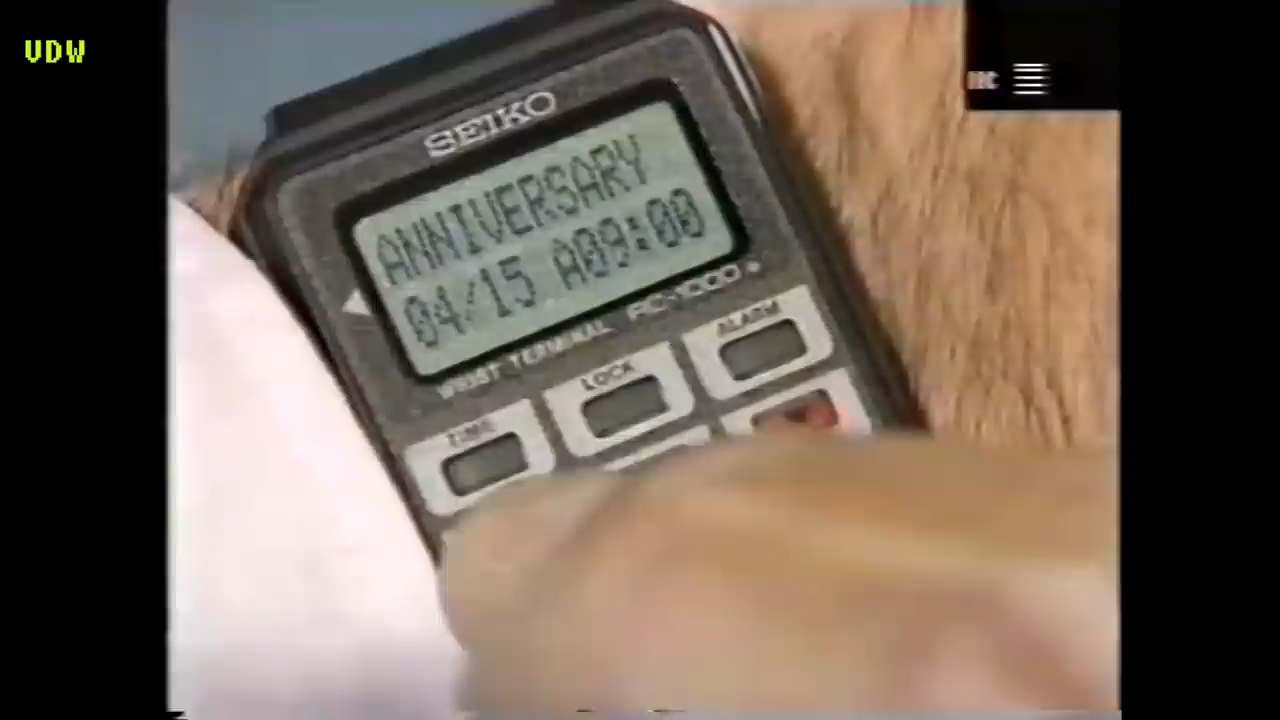 VDW
SEIKO
ANNIVERSARY
04/15 A09:00
WRIST TERMINAL RC-1000
ALARM
LOCK
TIME